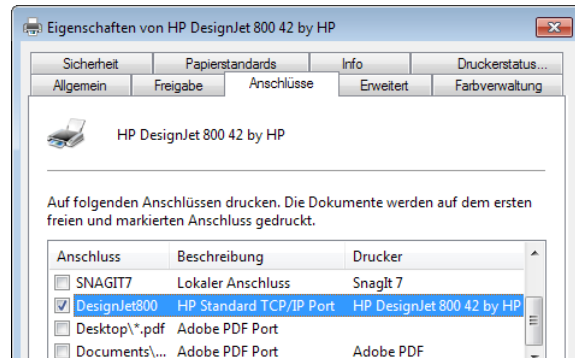 Eigenschaften von HP DesignJet 800 42 by HP
Sicherheit Papierstandards Info Druckerstatus...
Allgemein Freigabe Anschlüsse Erweitert Farbverwaltung
HP DesignJet 800 42 by HP
Auf folgenden Anschlüssen drucken. Die Dokumente werden auf dem ersten
freien und markierten Anschluss gedruckt.
Anschluss Beschreibung Drucker
SNAGIT7 Lokaler Anschluss SnagIt 7
DesignJet800 HP Standard TCP/IP Port HP DesignJet 800 42 by HP
Desktop\*.pdf Adobe PDF Port
Documents\... Adobe PDF Port Adobe PDF